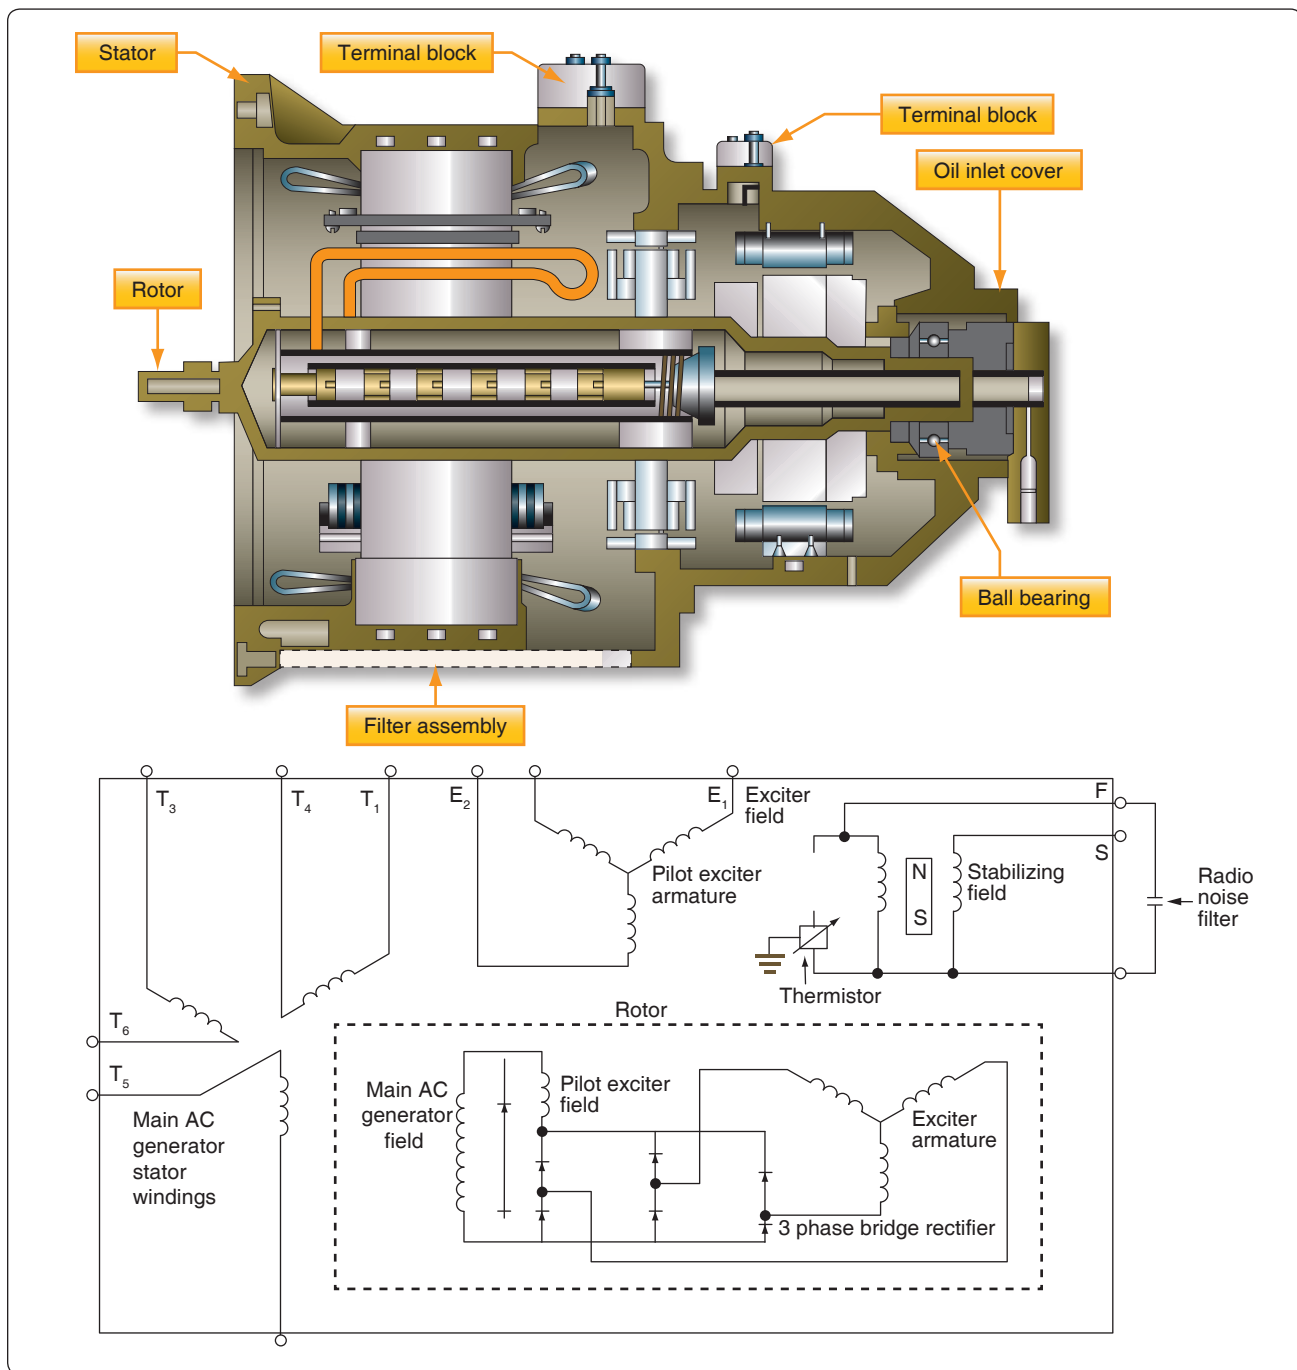 Stator
Terminal block
Terminal block
Oil inlet cover
Rotor
Ball bearing
Filter assembly
T3
T4
T1
E2
E1
Exciter
field
F
S
Pilot exciter
armature
N
S
Stabilizing
field
Radio
noise
filter
Thermistor
T6
T5
Main AC
generator
stator
windings
Rotor
Main AC
generator
field
Pilot exciter
field
Exciter
armature
3 phase bridge rectifier